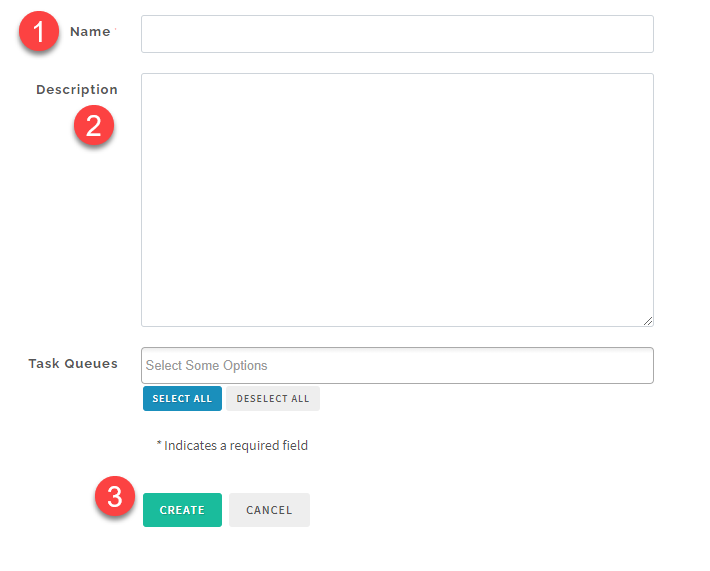 1 Name *
Description
2
Task Queues Select Some Options
SELECT ALL DESELECT ALL
* Indicates a required field
3 CREATE CANCEL